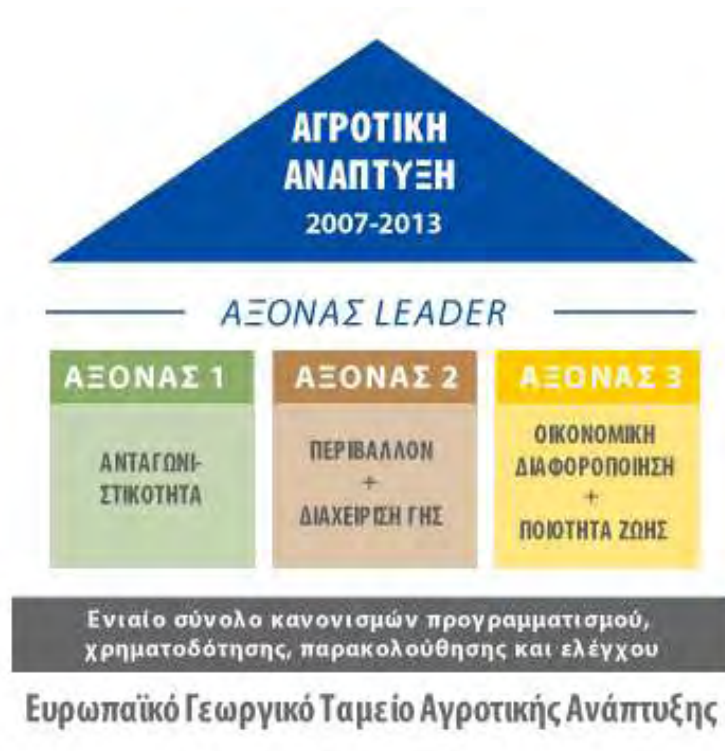 ΑΓΡΟΤΙΚΗ
ΑΝΑΠΤΥΞΗ
2007-2013
ΑΞΟΝΑΣ LEADER
ΑΞΟΝΑΣ 1
ΑΝΤΑΓΩΝΙ-
ΣΤΙΚΟΤΗΤΑ
ΑΞΟΝΑΣ 2
ΠΕΡΙΒΑΛΛΟΝ
+
ΔΙΑΧΕΙΡΙΣΗ ΓΗΣ
ΑΞΟΝΑΣ 3
ΟΙΚΟΝΟΜΙΚΗ
ΔΙΑΦΟΡΟΠΟΙΗΣΗ
+
ΠΟΙΟΤΗΤΑ ΖΩΗΣ
Ενιαίο σύνολο κανονισμών προγραμματισμού,
χρηματοδότησης, παρακολούθησης και ελέγχου
Ευρωπαϊκό Γεωργικό Ταμείο Αγροτικής Ανάπτυξης